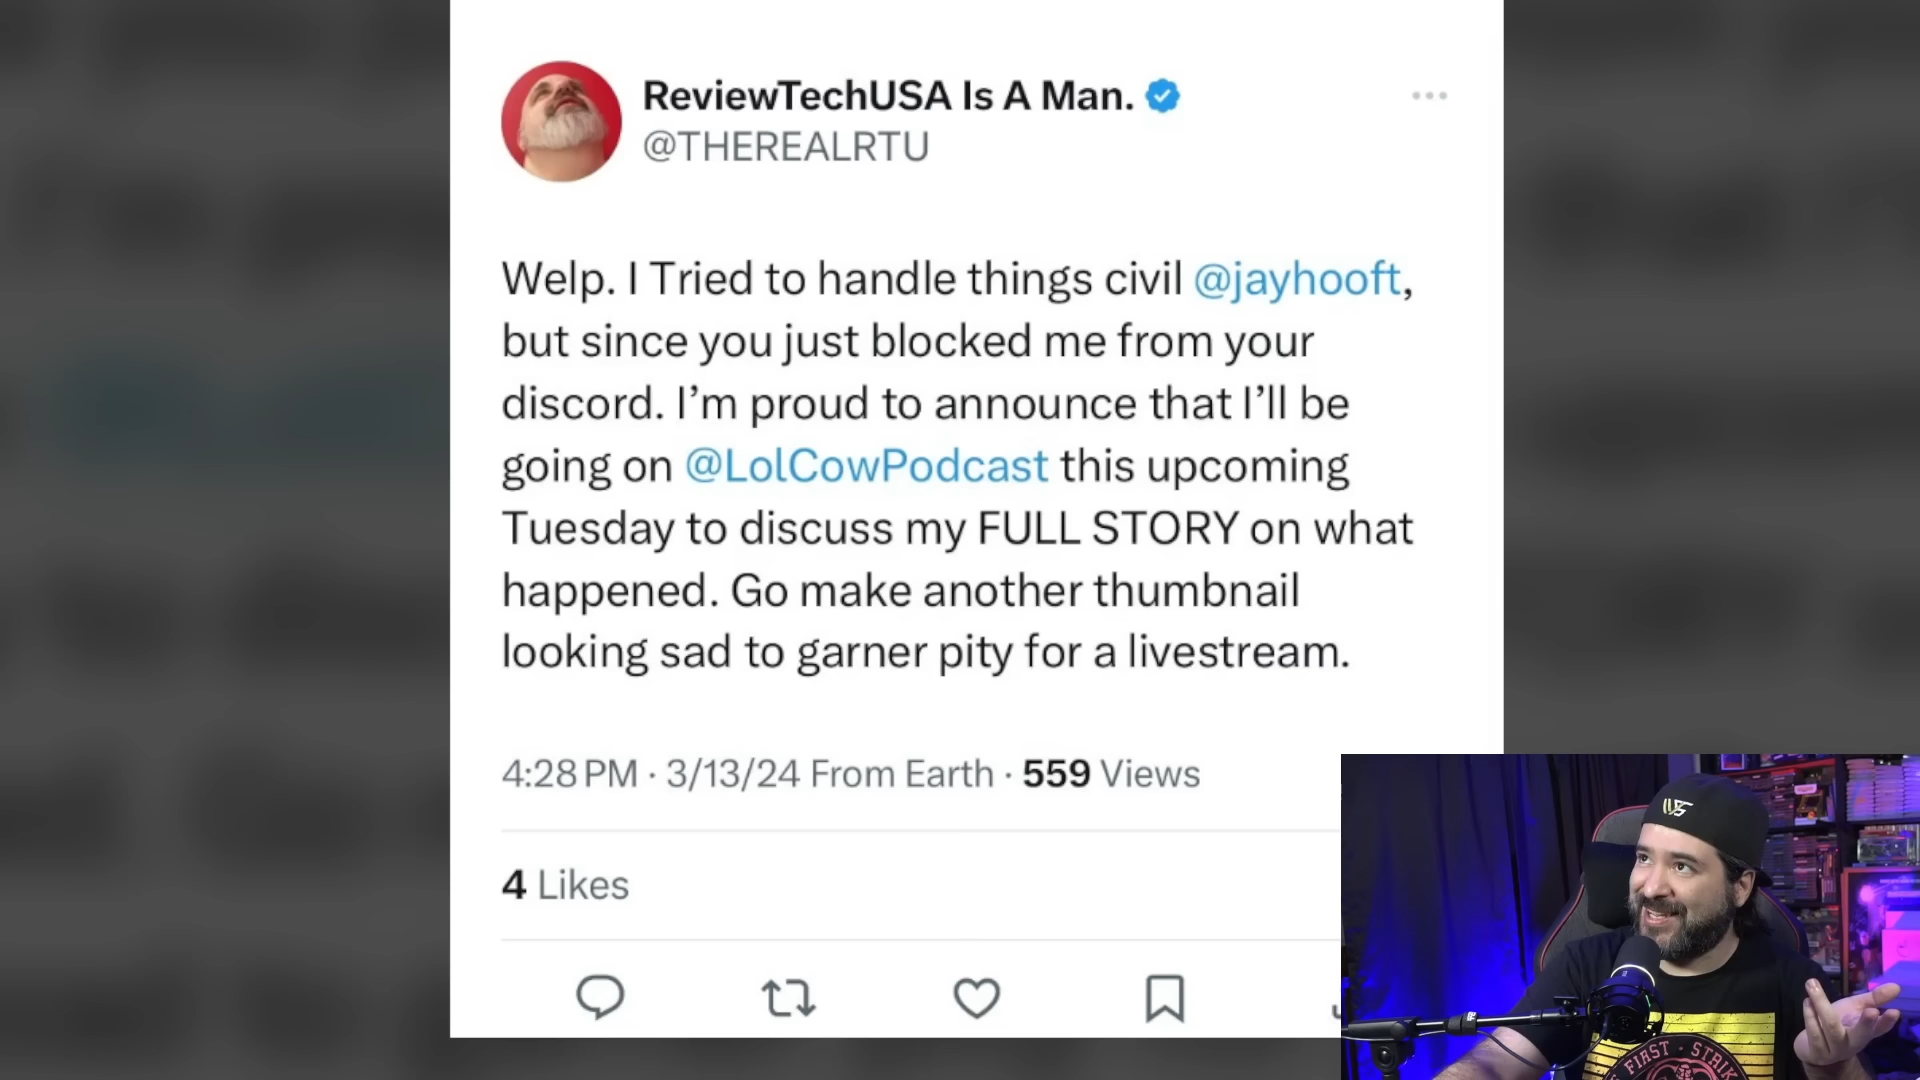 ReviewTechUSA Is A Man.
@THEREALRTU
Welp. I Tried to handle things civil @jayhooft,
but since you just blocked me from your
discord. I’m proud to announce that I’ll be
going on @LolCowPodcast this upcoming
Tuesday to discuss my FULL STORY on what
happened. Go make another thumbnail
looking sad to garner pity for a livestream.
4:28 PM · 3/13/24 From Earth · 559 Views
4 Likes
FIRST · STRIK